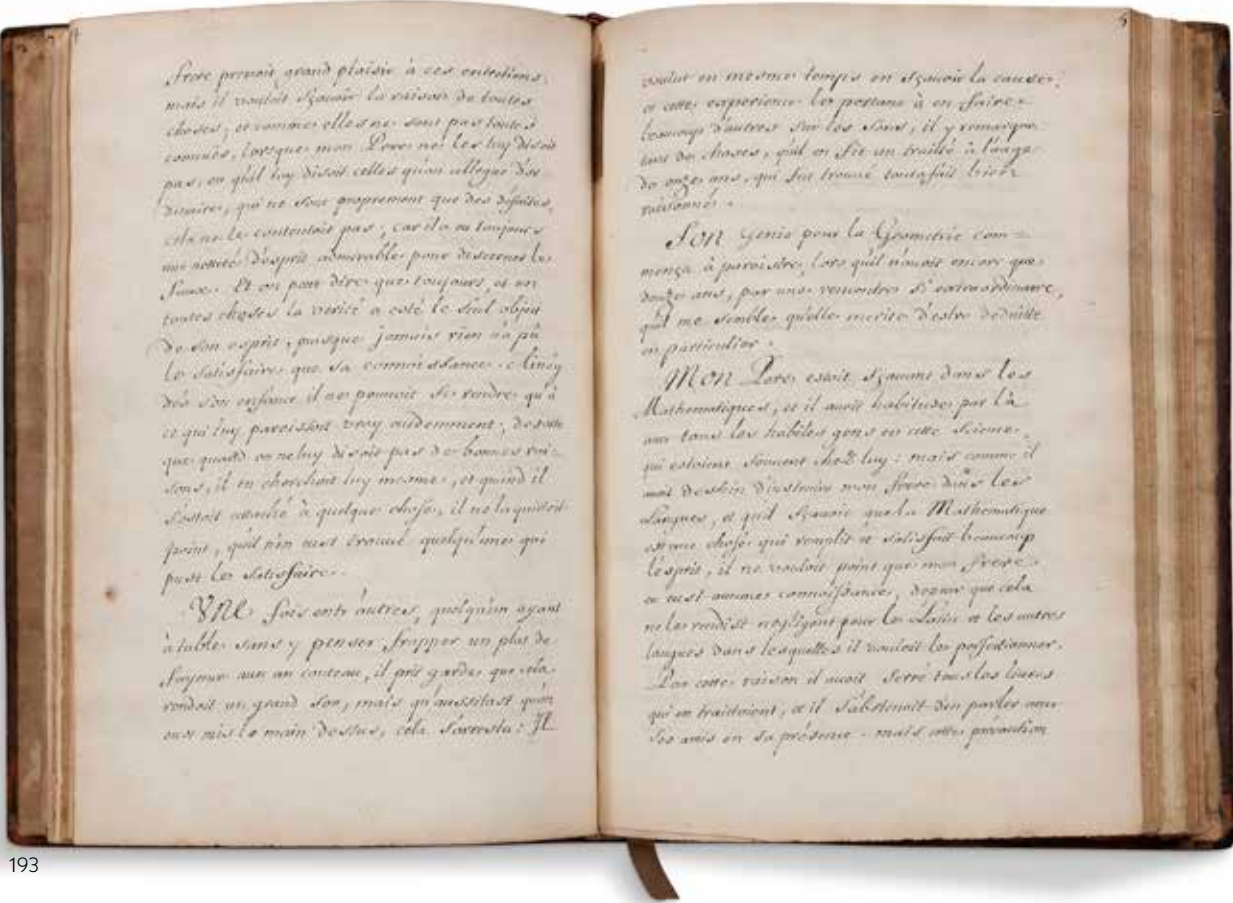 4
frere prenoit grand plaisir à ces entretiens,
mais il vouloit sçavoir la raison de toutes
choses, et comme elles ne sont pas toutes
connuës, lorsque mon Pere ne les luy disoit
pas, ou qu'il luy disoit celles qu'on allegue d'or-
dinaire, qui ne sont proprement que des défaites,
cela ne le contentoit pas, car il a eu toujours
une netteté d'esprit admirable pour discerner le
faux. Et on peut dire que toujours, et en
toutes choses la verité a esté le seul objet
de son esprit, puisque jamais rien n'a pû
le satisfaire que sa connoissance. Ainsy
dés son enfance il ne pouvoit se rendre qu'à
ce qui luy paroissoit vray evidemment, de sorte
que quand on ne luy disoit pas de bonnes rai-
sons, il en cherchoit luy mesme, et quand il
s'estoit attaché à quelque chose, il ne la quittoit
point, qu'il n'en eust trouvé quelqu'une qui
pust le satisfaire.
UNE fois entr'autres, quelqu'un ayant
à table sans y penser frapper un plat de
fayence avec un couteau, il prit garde que cela
rendoit un grand son, mais qu'aussitast qu'on
eust mis la main dessus, cela s'arresta: Il
5
voulut en mesme temps en sçavoir la cause,
et cette experience le portant à en faire
beaucoup d'autres sur les sons, il y remarqua
tant de choses, qu'il en fit un traitté à l'aage
de onze ans, qui fut trouvé toutafait bien
raisonné.
SON genie pour la Geometrie com=
mença à paroistre, lors qu'il n'avoit encore que
douze ans, par une rencontre si extraordinaire,
qu'il me semble qu'elle merite d'estre deduitte
en particulier.
MON Pere estoit sçavant dans les
Mathematiques, et il avoit habitude par là
avec tous les habiles gens en cette science,
qui estoient souvent chéz luy: mais comme il
avoit dessein d'instruire mon frere dans les
Langues, et qu'il sçavoit que la Mathematique
est une chose qui remplit et satisfait beaucoup
l'esprit, il ne vouloit point que mon frere
en eust aucune connoissance, de peur que cela
ne le rendist negligent pour le Latin et les autres
langues dans lesquelles il vouloit le perfectionner.
Par cette raison il avoit serré tous les livres
qui en traittoient, et il s'abstenoit d'en parler avec
ses amis en sa présence. mais cette précaution
193